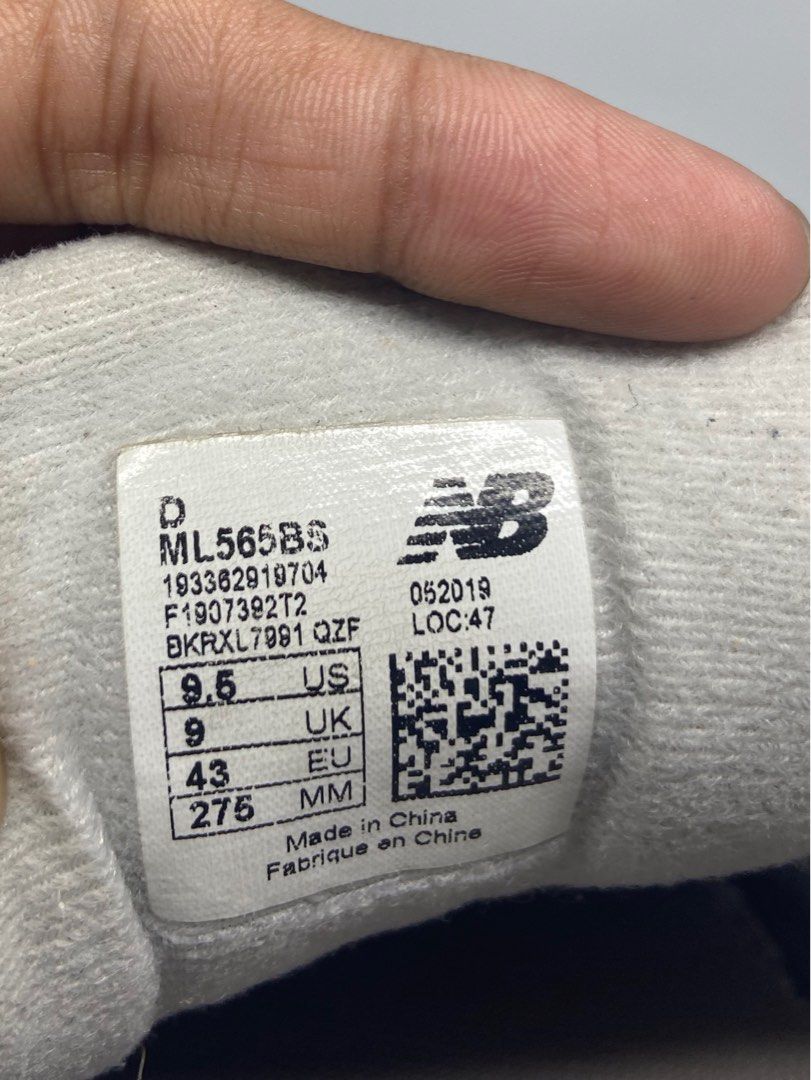 D
ML565BS
193362919704
F1907392T2
BKRXL7991 QZF
NB
052019
LOC:47
9.5 US
9 UK
43 EU
275 MM
Made in China
Fabrique en Chine